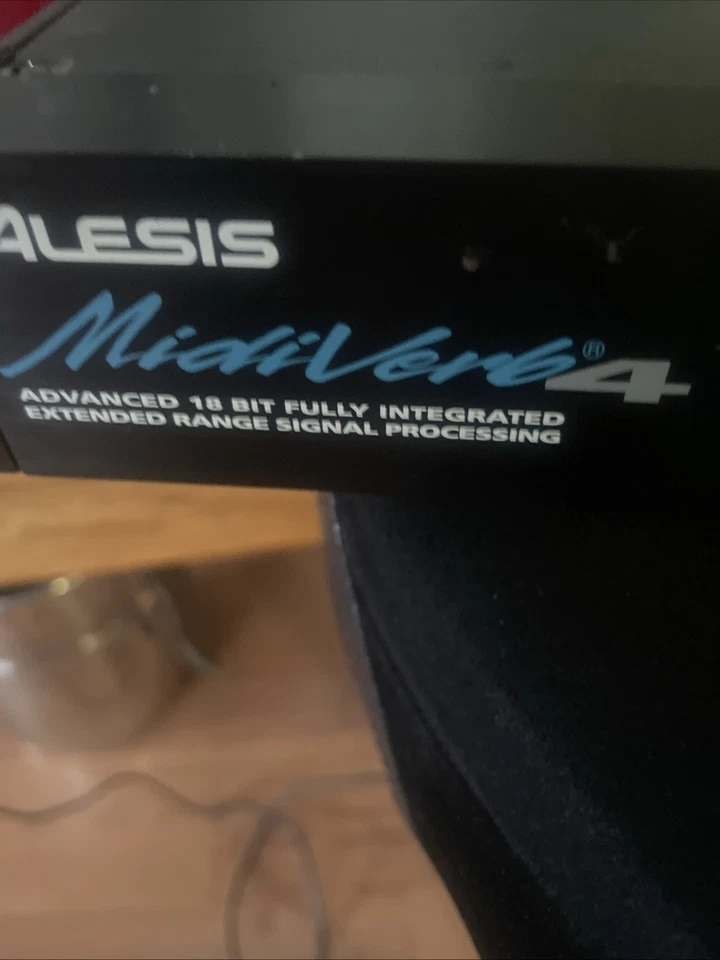 ALESIS
MidiVerb®4
ADVANCED 18 BIT FULLY INTEGRATED
EXTENDED RANGE SIGNAL PROCESSING